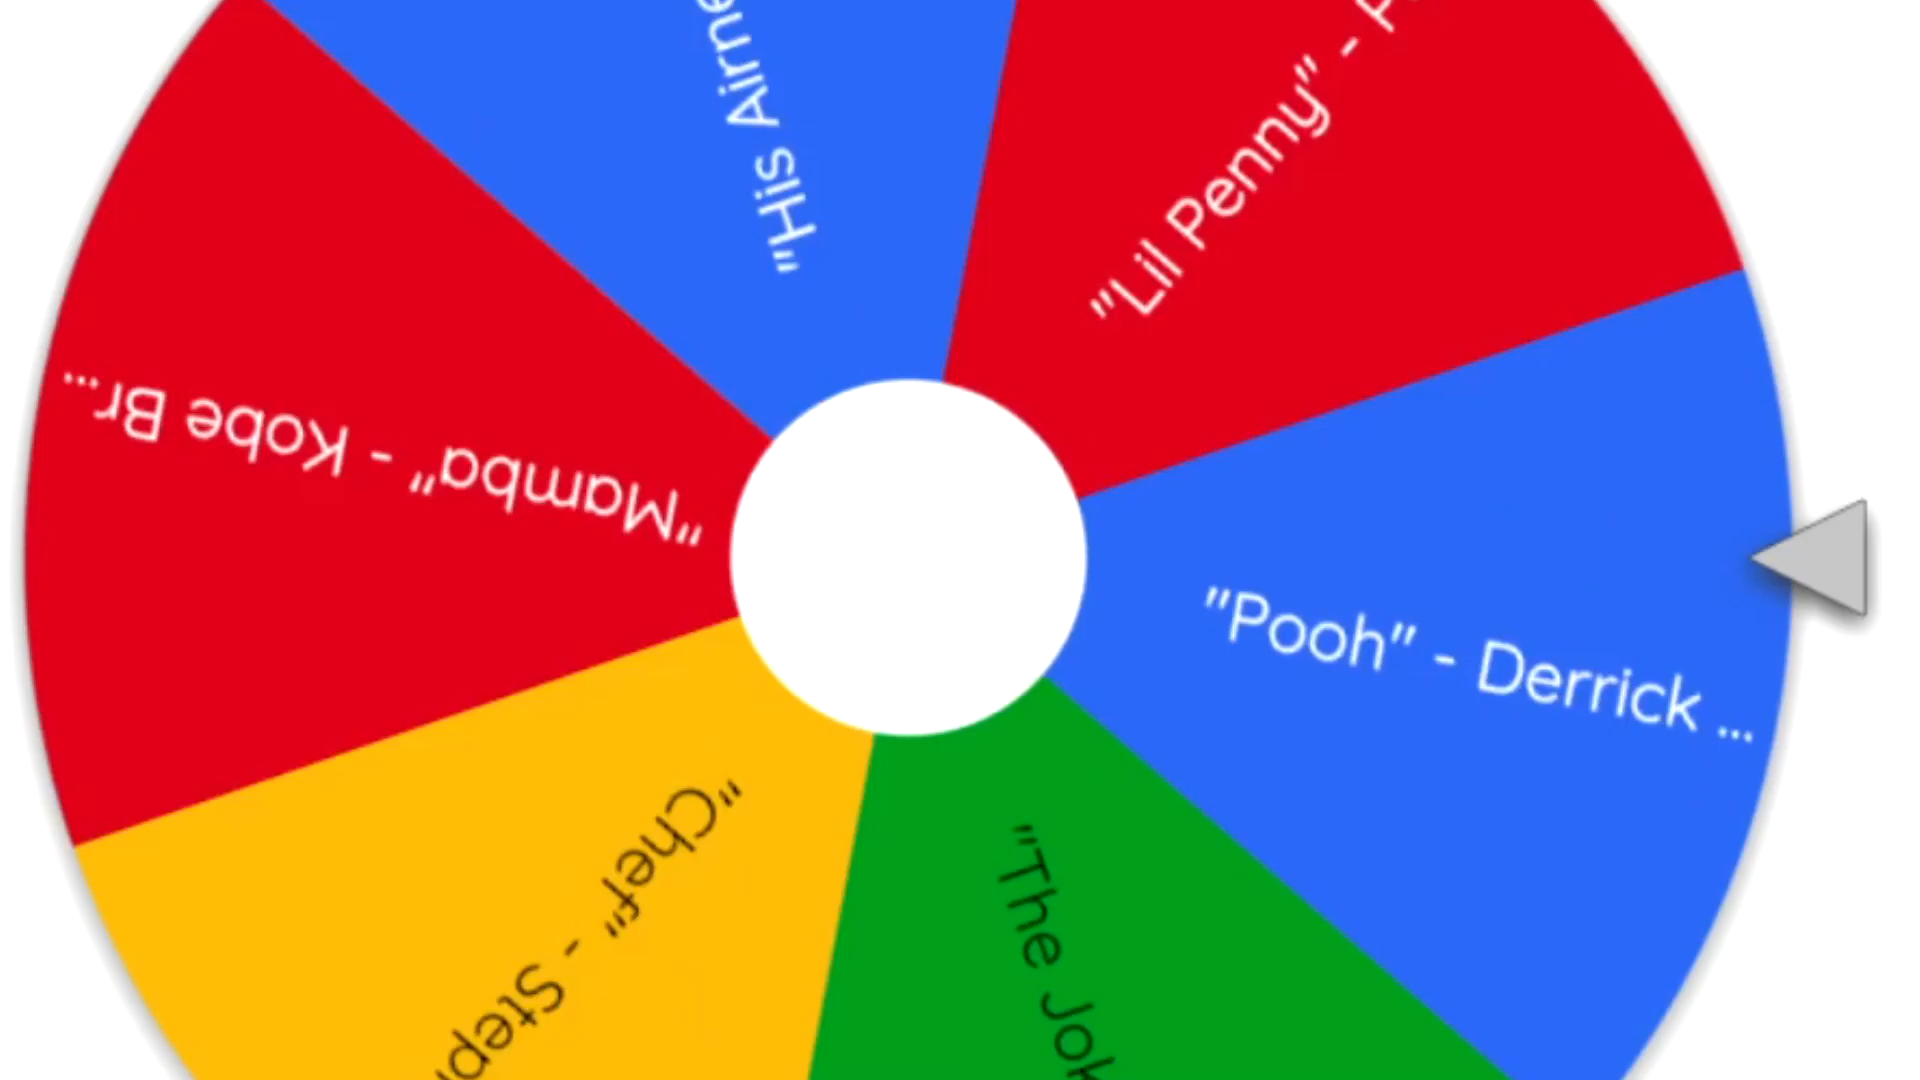 "His Airne
"Lil Penny" -
"Mamba" - Kobe Br...
"Pooh" - Derrick ...
"Chef" - Step
"The Jok